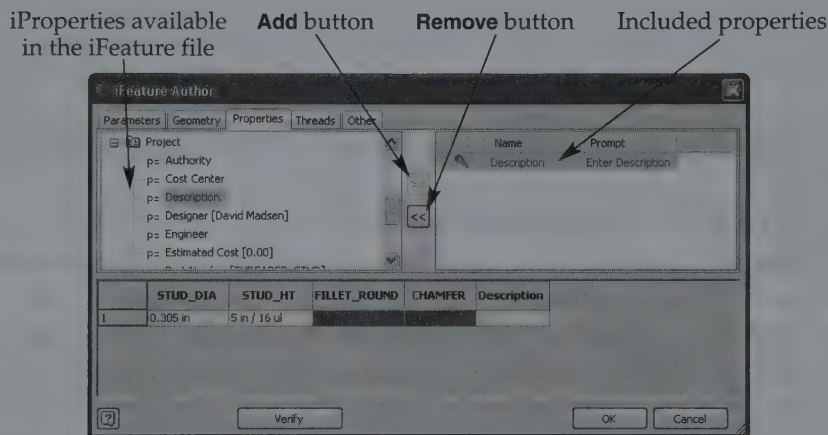 iProperties available in the iFeature file
Add button
Remove button
Included properties
iFeature Author
Parameters Geometry Properties Threads Other
Project
p= Authority
p= Cost Center
p= Description
p= Designer [David Madsen]
p= Engineer
p= Estimated Cost [0.00]
>>
<<
Name Prompt
Description Enter Description
STUD_DIA STUD_HT FILLET_ROUND CHAMFER Description
1 0.305 in 5 in / 16 ul
Verify
OK
Cancel